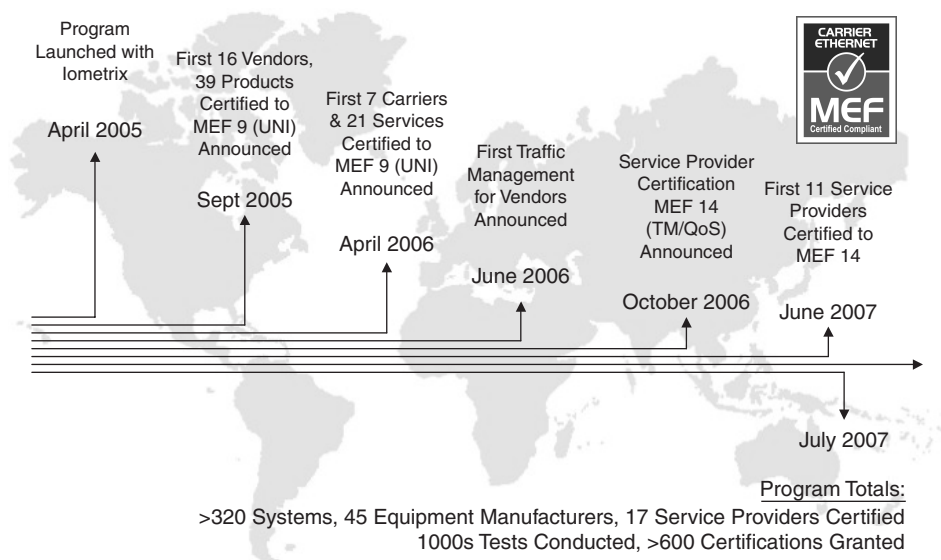 Program
Launched with
Iometrix
April 2005
First 16 Vendors,
39 Products
Certified to
MEF 9 (UNI)
Announced
Sept 2005
First 7 Carriers
& 21 Services
Certified to
MEF 9 (UNI)
Announced
April 2006
First Traffic
Management
for Vendors
Announced
June 2006
Service Provider
Certification
MEF 14
(TM/QoS)
Announced
October 2006
First 11 Service
Providers
Certified to
MEF 14
June 2007
July 2007
CARRIER
ETHERNET
MEF
Certified Compliant
Program Totals:
>320 Systems, 45 Equipment Manufacturers, 17 Service Providers Certified
1000s Tests Conducted, >600 Certifications Granted